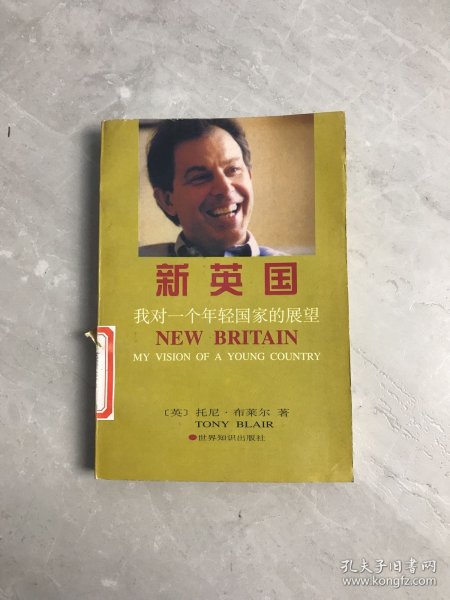 新英国
我对一个年轻国家的展望
NEW BRITAIN
MY VISION OF A YOUNG COUNTRY
〔英〕托尼·布莱尔 著
TONY BLAIR
世界知识出版社
孔夫子旧书网
www.kongfz.com